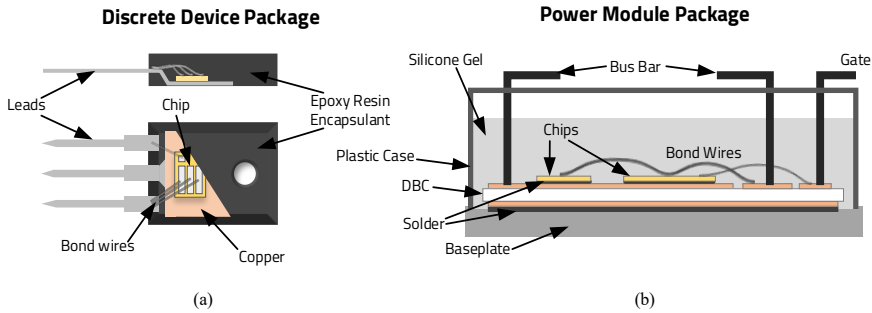 Discrete Device Package
Leads
Chip
Epoxy Resin
Encapsulant
Bond wires
Copper
(a)
Power Module Package
Silicone Gel
Bus Bar
Gate
Chips
Bond Wires
Plastic Case
DBC
Solder
Baseplate
(b)